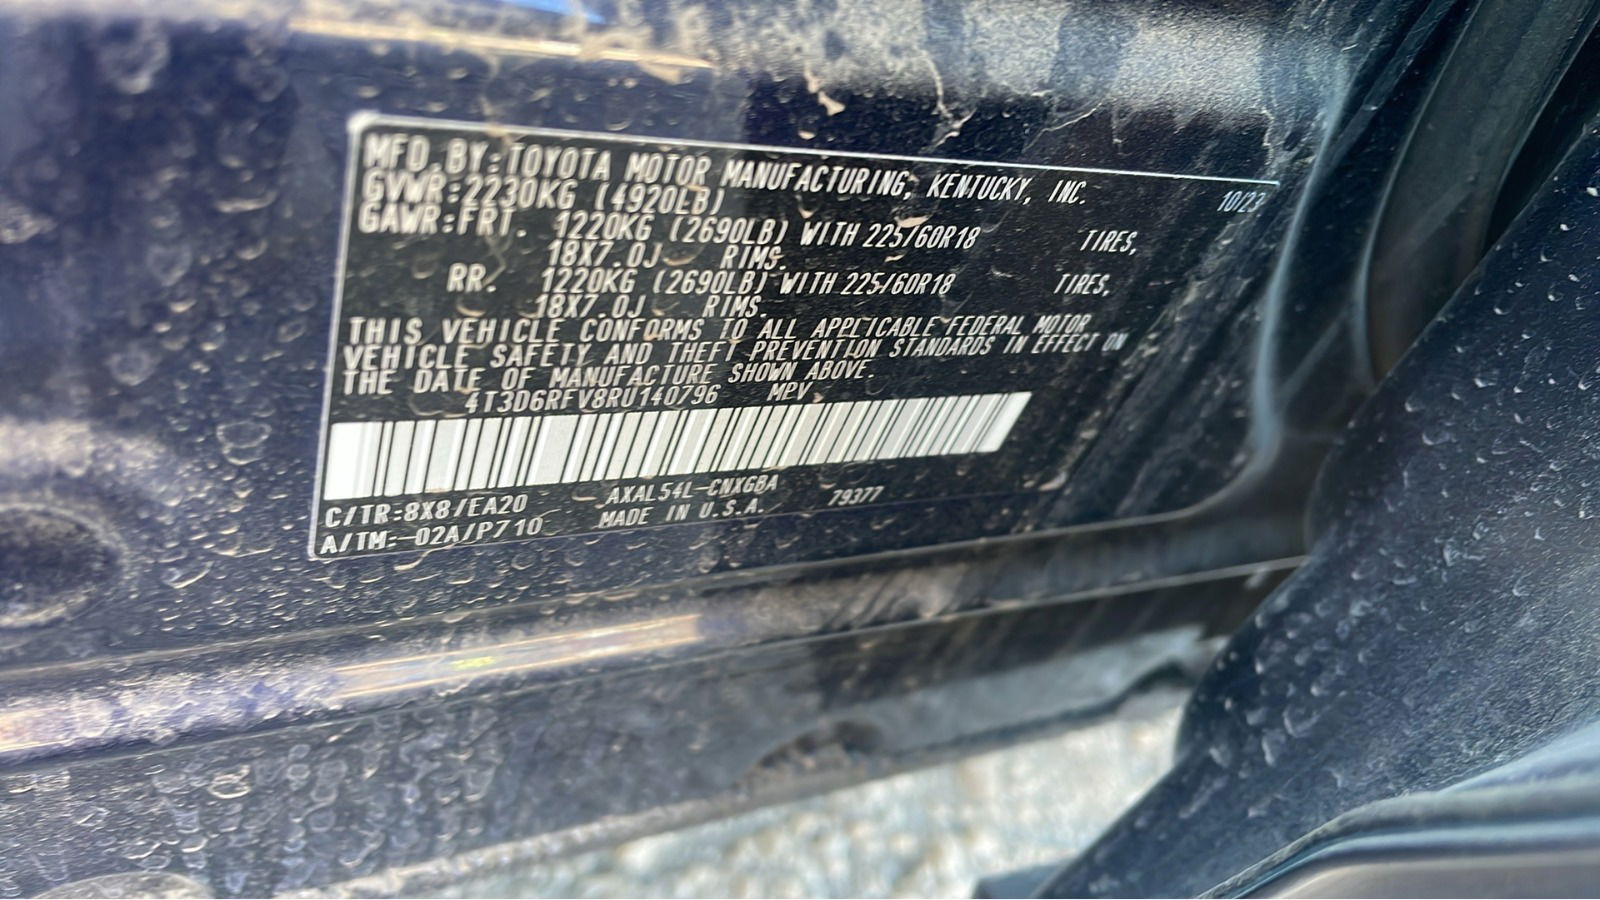 MFD.BY:TOYOTA MOTOR MANUFACTURING, KENTUCKY, INC. 10/23
GVWR:2230KG (4920LB)
GAWR:FRT. 1220KG (2690LB) WITH 225/60R18 TIRES,
18X7.0J RIMS.
RR. 1220KG (2690LB) WITH 225/60R18 TIRES,
18X7.0J RIMS.
THIS VEHICLE CONFORMS TO ALL APPLICABLE FEDERAL MOTOR
VEHICLE SAFETY AND THEFT PREVENTION STANDARDS IN EFFECT ON
THE DATE OF MANUFACTURE SHOWN ABOVE.
4T3D6RFV8RU140796 MPV
C/TR:8X8/EA20 AXAL54L-CNXGBA 79377
A/TM:-02A/P710 MADE IN U.S.A.